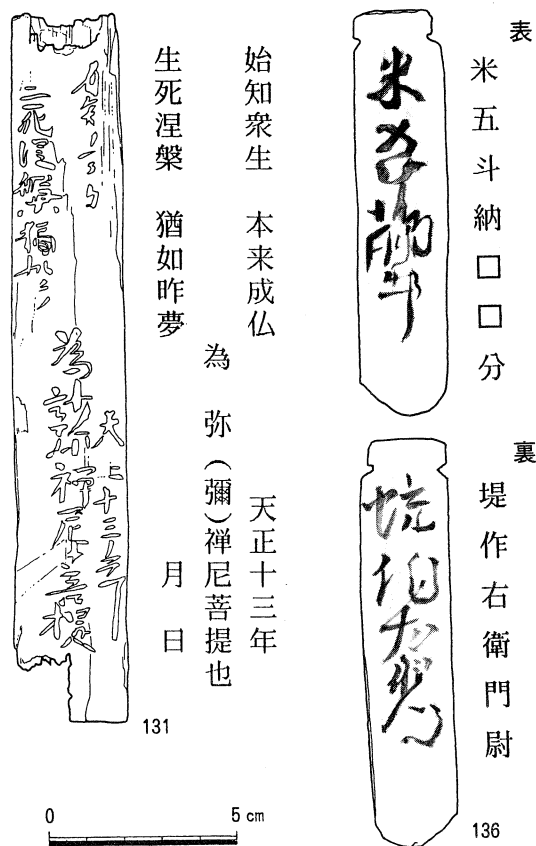 表
米五斗納□□分
裏
堤作右衛門尉
136
始知衆生 本来成仏
生死涅槃 猶如昨夢
天正十三年
為 弥(彌)禅尼菩提也
月 日
131
0 5cm